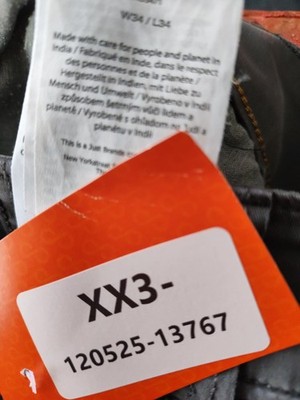 W34 / L34
Made with care for people and planet in
India / Fabriqué en Inde, dans le respect
des personnes et de la planète /
Hergestellt in Indien, mit Liebe zu
Mensch und Umwelt / Vyrobeno v Indii
způsobem šetrným vůči lidem a
planetě / Vyrobené s ohľadom na ľudí a
planétu v Indii
This is a Just Brands
New Yorkstraat
XX3-
120525-13767